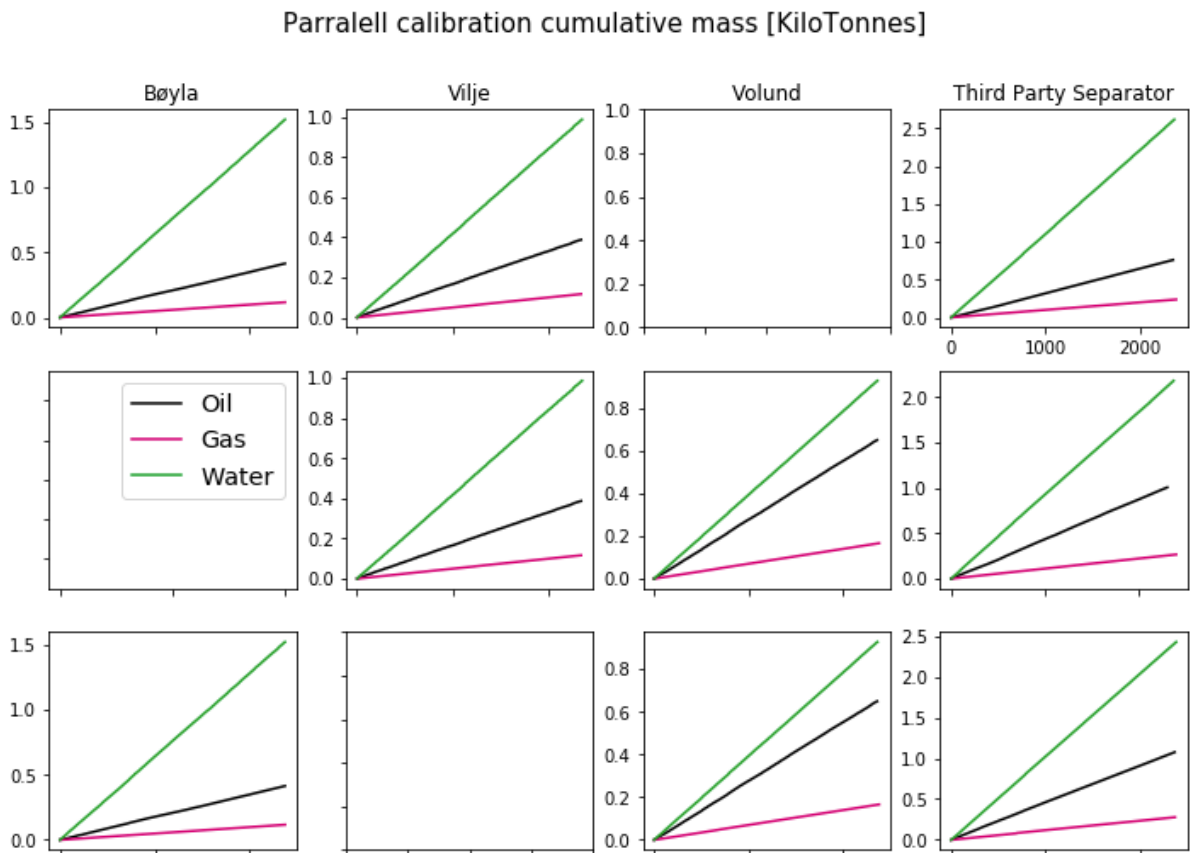 Parralell calibration cumulative mass [KiloTonnes]
Bøyla Vilje Volund Third Party Separator
1.5 1.0 1.0 2.5
0.8 0.8 2.0
1.0 0.6 0.6 1.5
0.4 0.4 1.0
0.5 0.2 0.2 0.5
0.0 0.0 0.0 0.0
0 1000 2000
Oil
Gas
Water
1.0 0.8 2.0
0.8 0.6 1.5
0.6 0.4 1.0
0.4 0.2 0.5
0.2 0.0 0.0
0.0
1.5 0.8 2.5
1.0 0.6 2.0
0.5 0.4 1.5
0.0 0.2 1.0
0.0 0.5
0.0